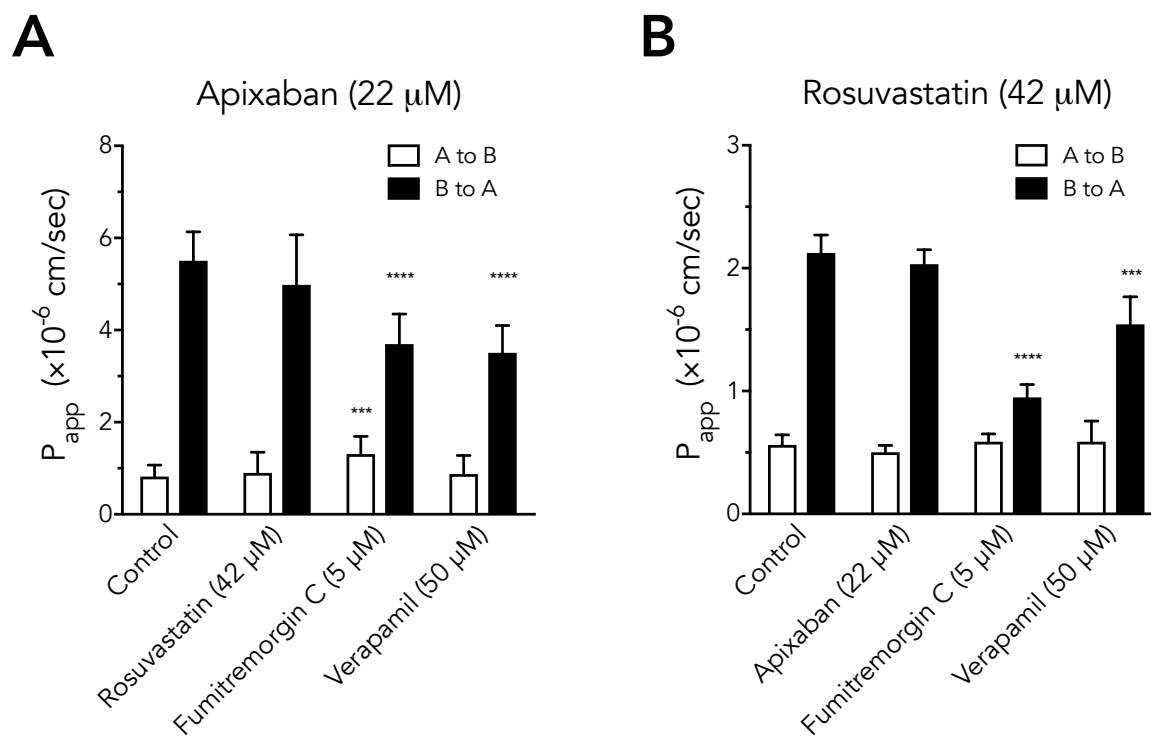 A
Apixaban (22 μM)
A to B
B to A
Papp (×10-6 cm/sec)
8
6
4
2
0
****
****
***
Control
Rosuvastatin (42 μM)
Fumitremorgin C (5 μM)
Verapamil (50 μM)
B
Rosuvastatin (42 μM)
A to B
B to A
Papp (×10-6 cm/sec)
3
2
1
0
***
****
Control
Apixaban (22 μM)
Fumitremorgin C (5 μM)
Verapamil (50 μM)